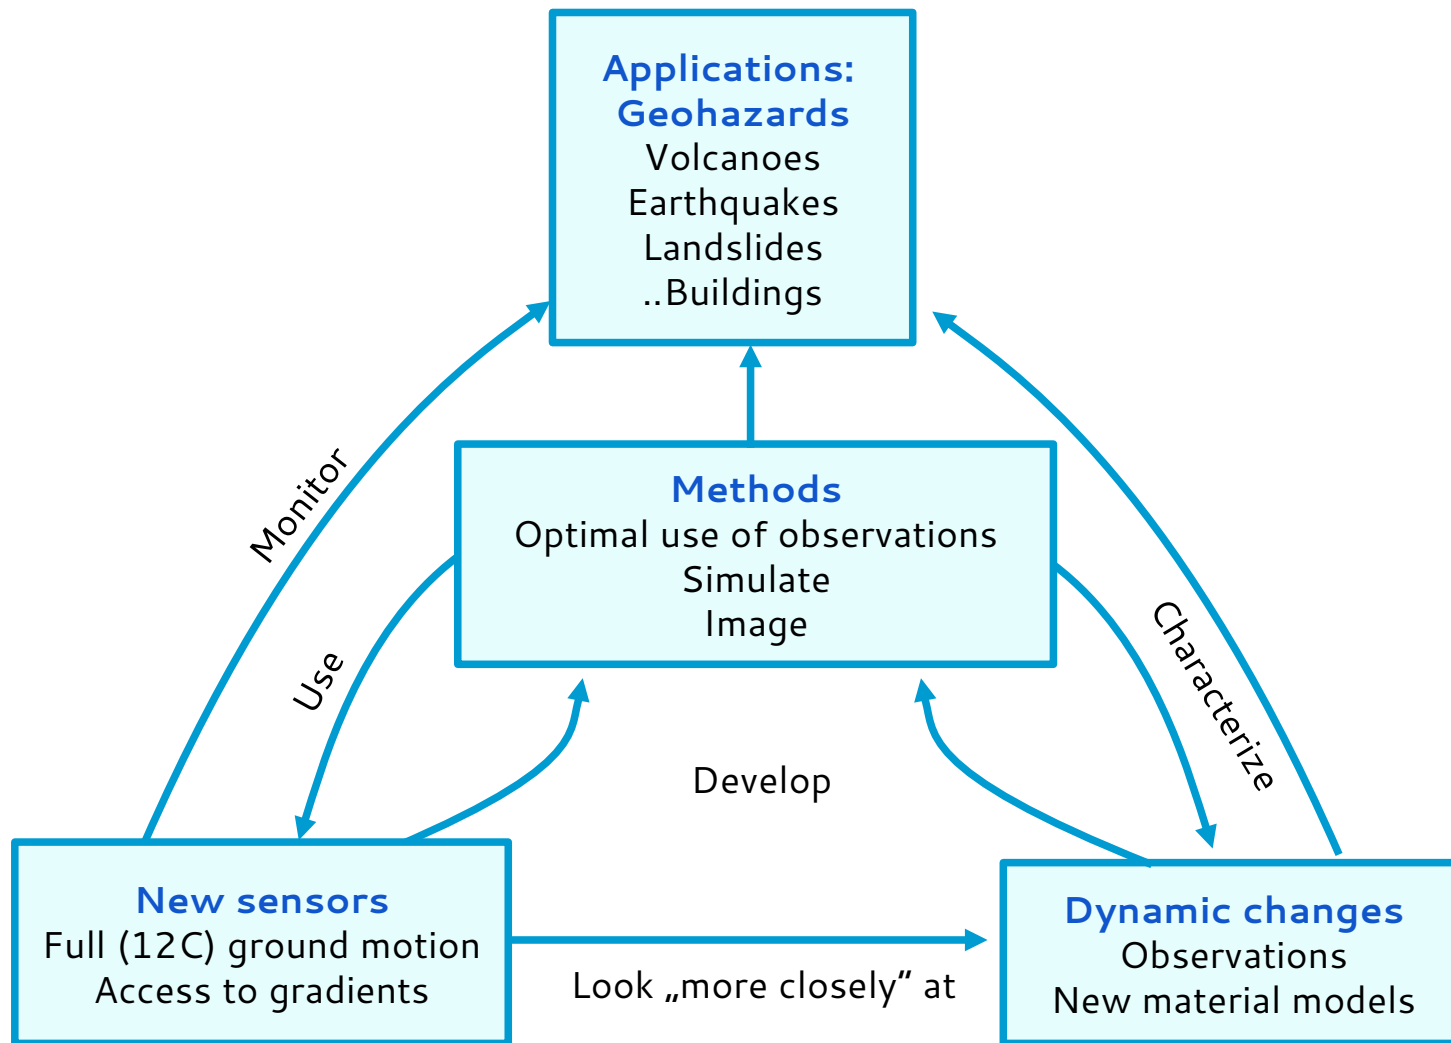 Applications:
Geohazards
Volcanoes
Earthquakes
Landslides
..Buildings
Monitor
Methods
Optimal use of observations
Simulate
Image
Use
Characterize
Develop
New sensors
Full (12C) ground motion
Access to gradients
Look „more closely“ at
Dynamic changes
Observations
New material models